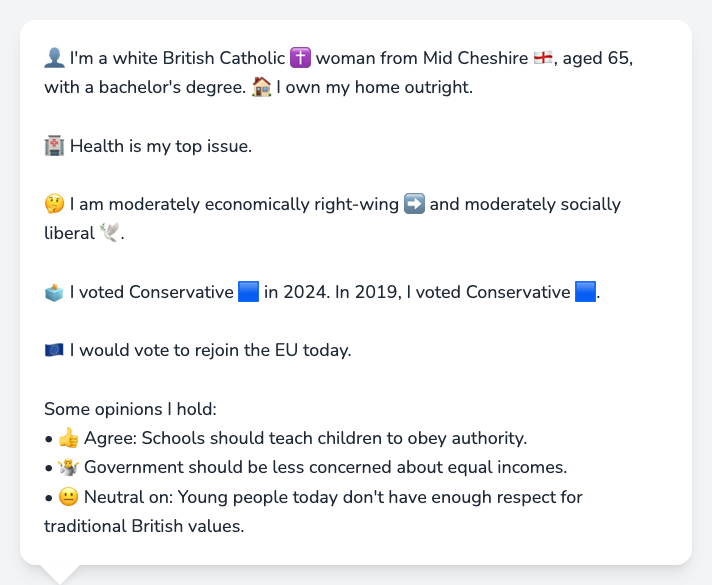 👤 I'm a white British Catholic ✝️ woman from Mid Cheshire 🏴󠁧󠁢󠁥󠁮󠁧󠁿, aged 65,
with a bachelor's degree. 🏠 I own my home outright.
🏥 Health is my top issue.
🤔 I am moderately economically right-wing ➡️ and moderately socially
liberal 🕊️.
🗳️ I voted Conservative 🟦 in 2024. In 2019, I voted Conservative 🟦.
🇪🇺 I would vote to rejoin the EU today.
Some opinions I hold:
• 👍 Agree: Schools should teach children to obey authority.
• 🤷 Government should be less concerned about equal incomes.
• 😐 Neutral on: Young people today don't have enough respect for
traditional British values.